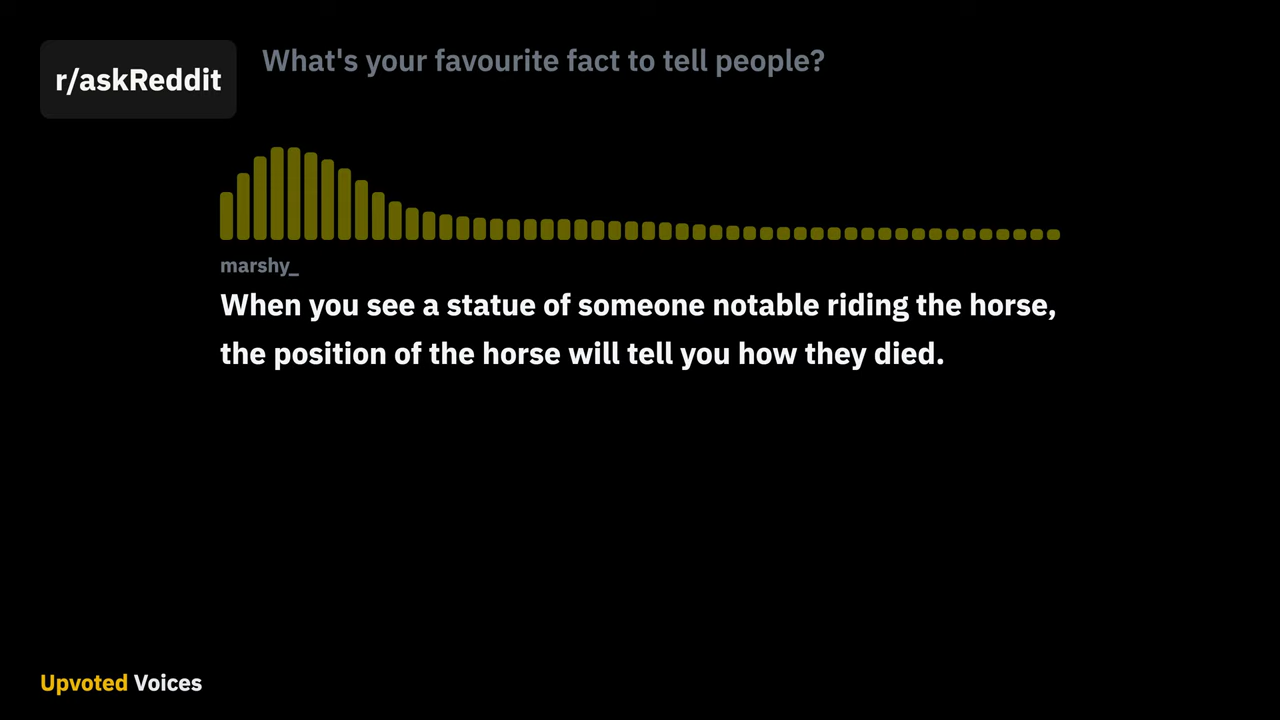 r/askReddit
What's your favourite fact to tell people?
marshy_
When you see a statue of someone notable riding the horse,
the position of the horse will tell you how they died.
Upvoted Voices